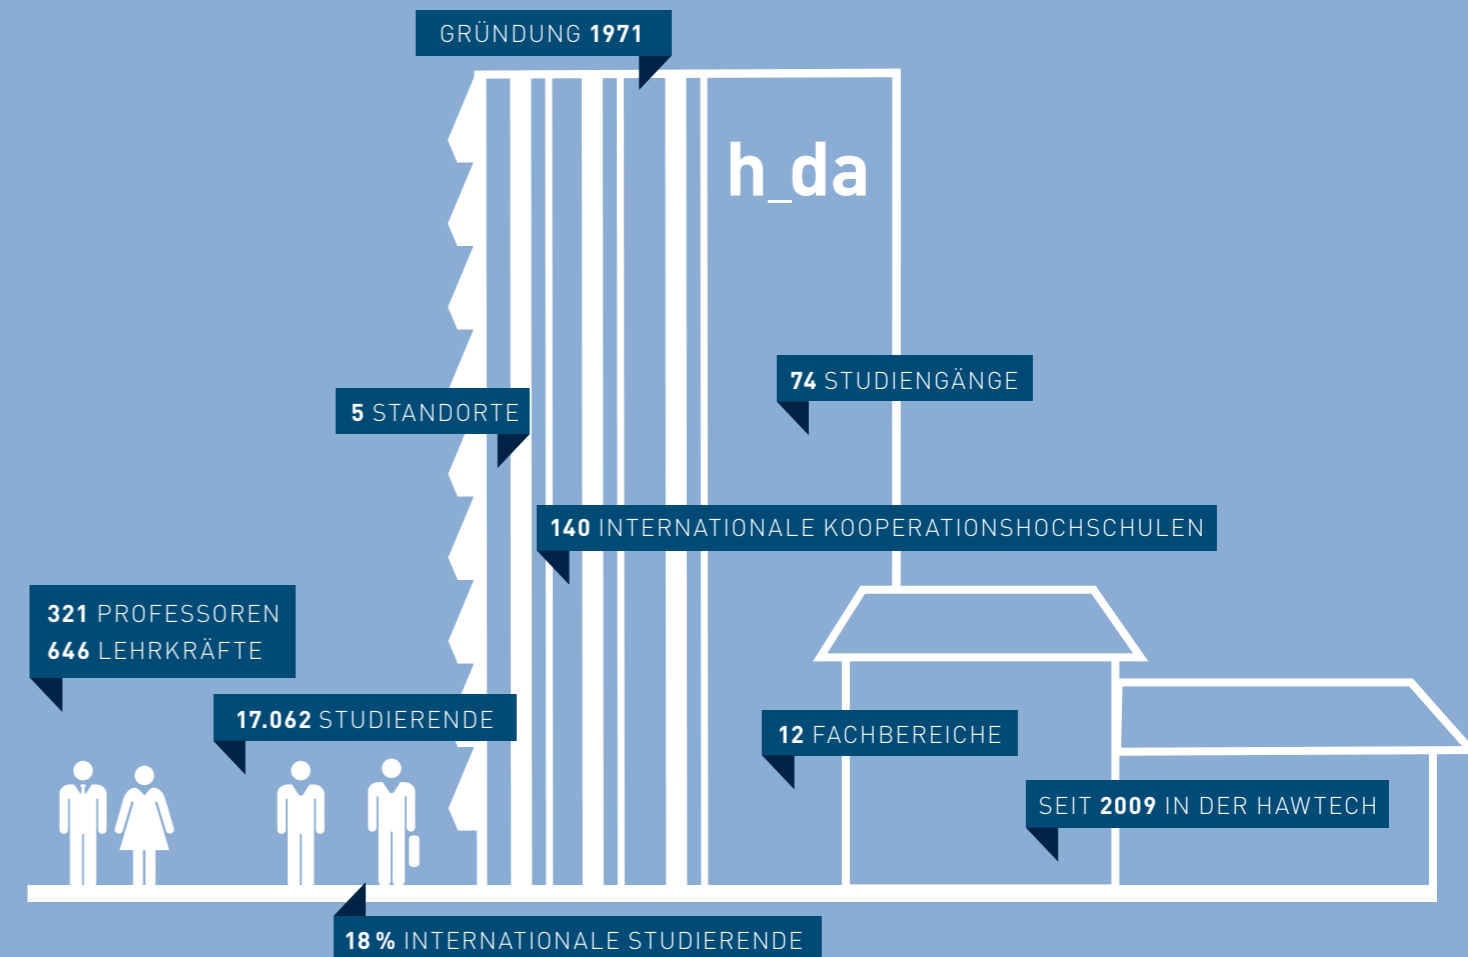 GRÜNDUNG 1971
h_da
74 STUDIENGÄNGE
5 STANDORTE
140 INTERNATIONALE KOOPERATIONSHOCHSCHULEN
321 PROFESSOREN
646 LEHRKRÄFTE
17.062 STUDIERENDE
12 FACHBEREICHE
SEIT 2009 IN DER HAWTECH
18 % INTERNATIONALE STUDIERENDE